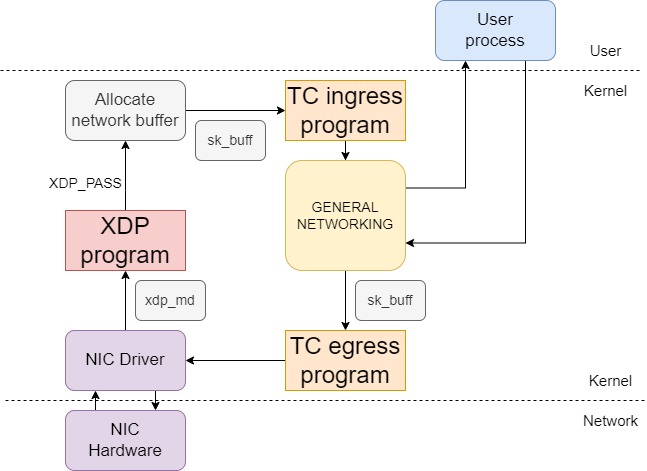 User
process
User
Kernel
Allocate
network buffer
TC ingress
program
sk_buff
XDP_PASS
XDP
program
GENERAL
NETWORKING
xdp_md
sk_buff
NIC Driver
TC egress
program
Kernel
Network
NIC
Hardware